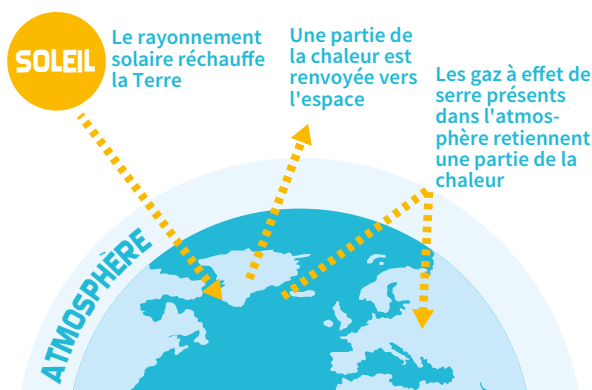 SOLEIL
Le rayonnement
solaire réchauffe
la Terre
Une partie de
la chaleur est
renvoyée vers
l'espace
Les gaz à effet de
serre présents
dans l'atmos-
phère retiennent
une partie de la
chaleur
ATMOSPHÈRE